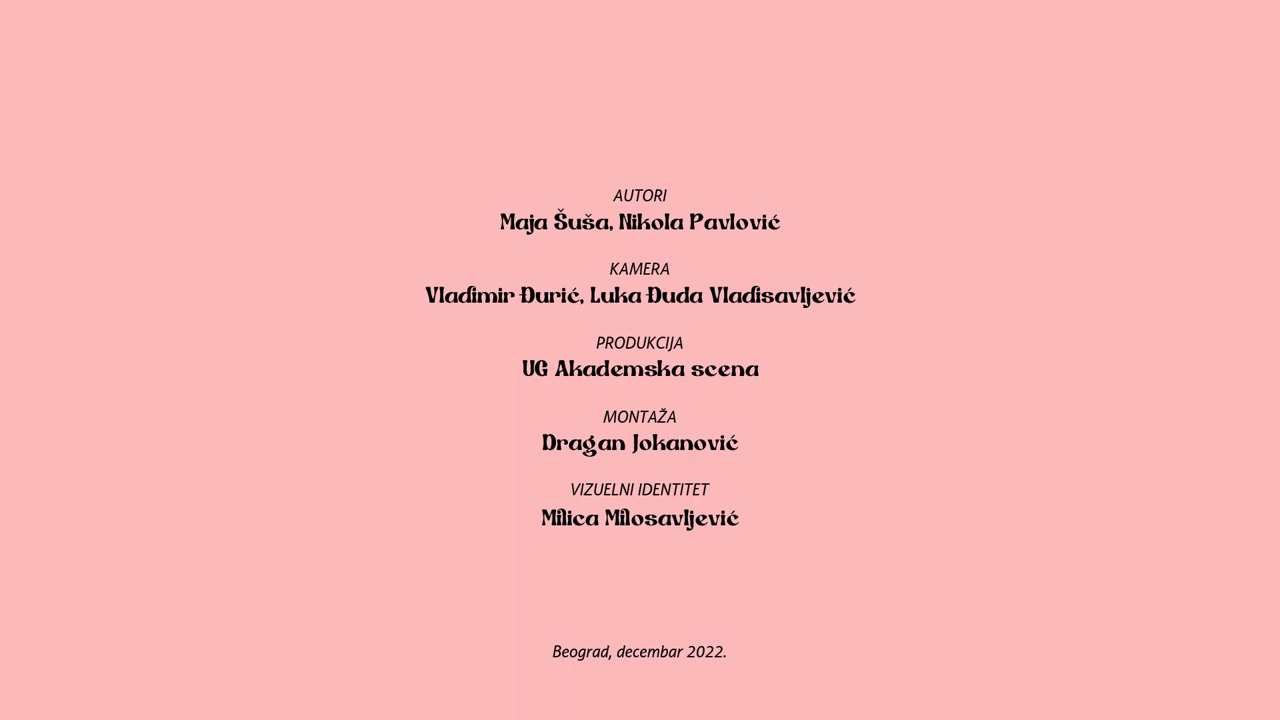 AUTORI
Maja Šuša, Nikola Pavlović
KAMERA
Vladimir Đurić, Luka Đuda Vladisavljević
PRODUKCIJA
UG Akademska scena
MONTAŽA
Dragan Jokanović
VIZUELNI IDENTITET
Milica Milosavljević
Beograd, decembar 2022.